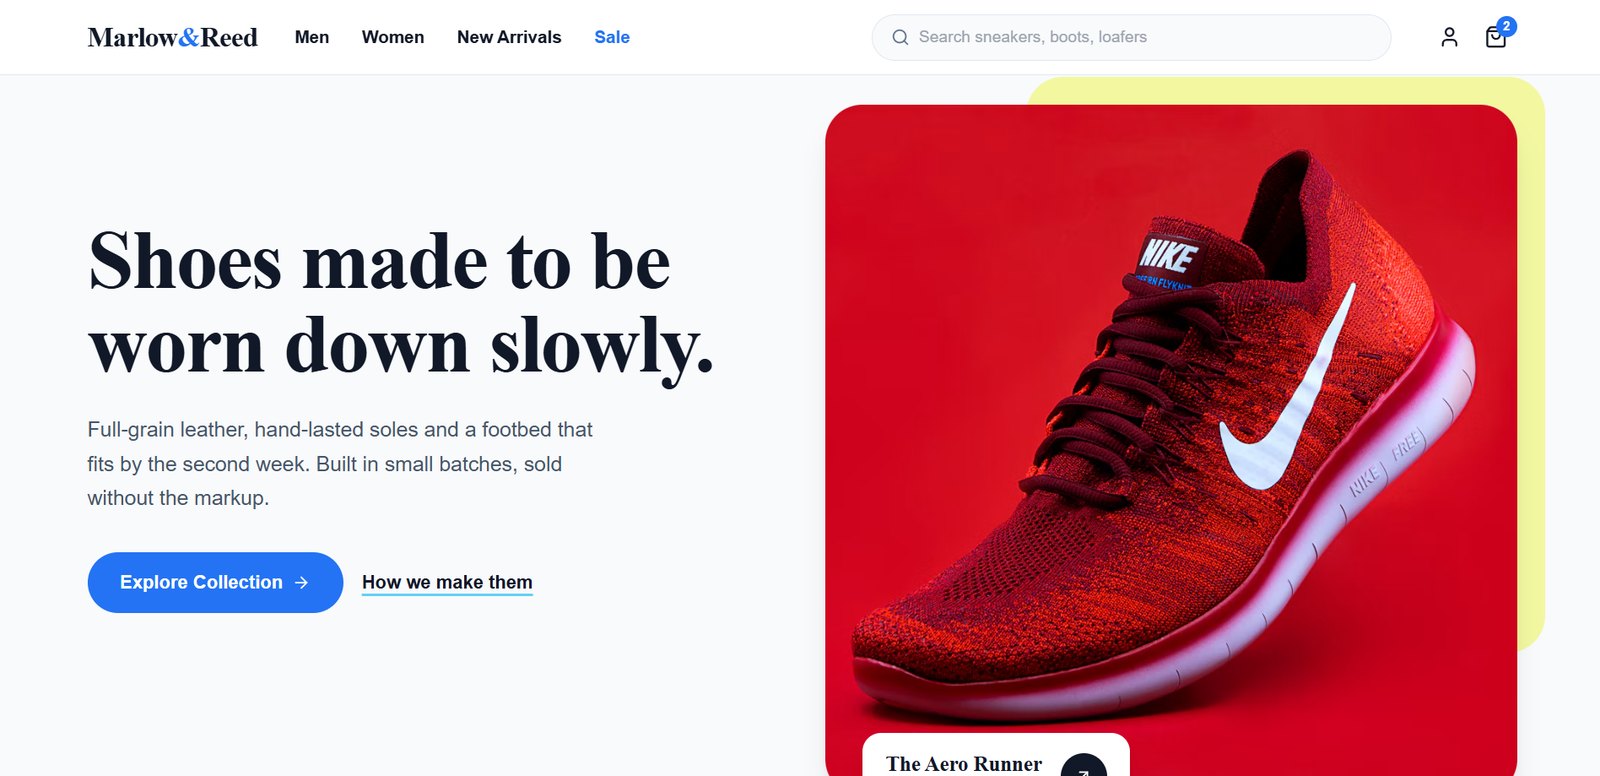 Marlow&Reed
Men
Women
New Arrivals
Sale
Search sneakers, boots, loafers
2
Shoes made to be
worn down slowly.
Full-grain leather, hand-lasted soles and a footbed that
fits by the second week. Built in small batches, sold
without the markup.
Explore Collection
How we make them
NIKE
NIKE FREE
The Aero Runner